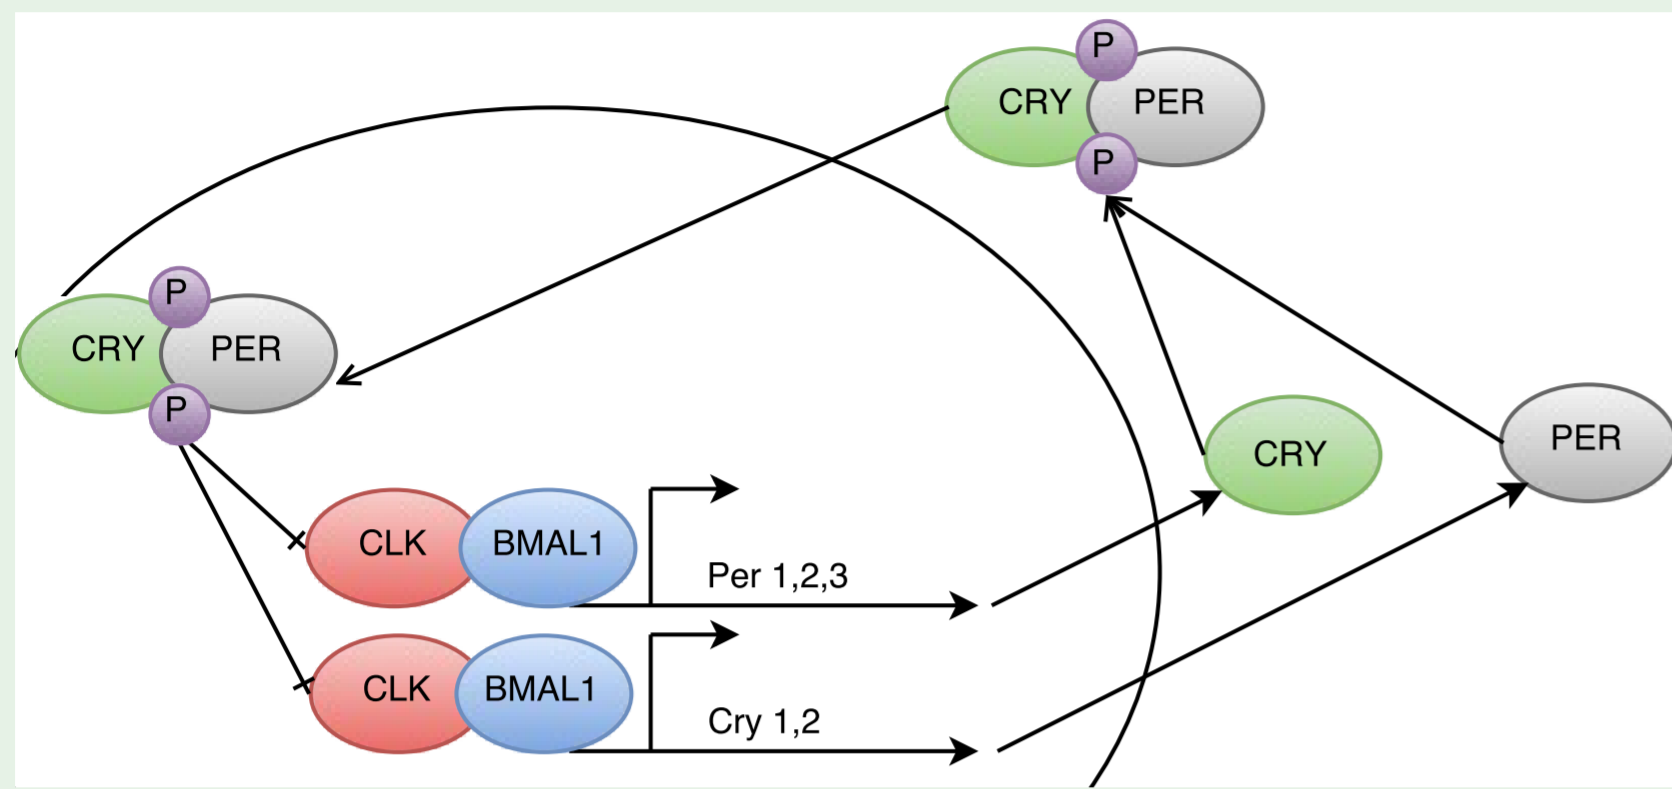 P
CRY PER
P
P
CRY PER
P
CRY
PER
CLK BMAL1
Per 1,2,3
CLK BMAL1
Cry 1,2